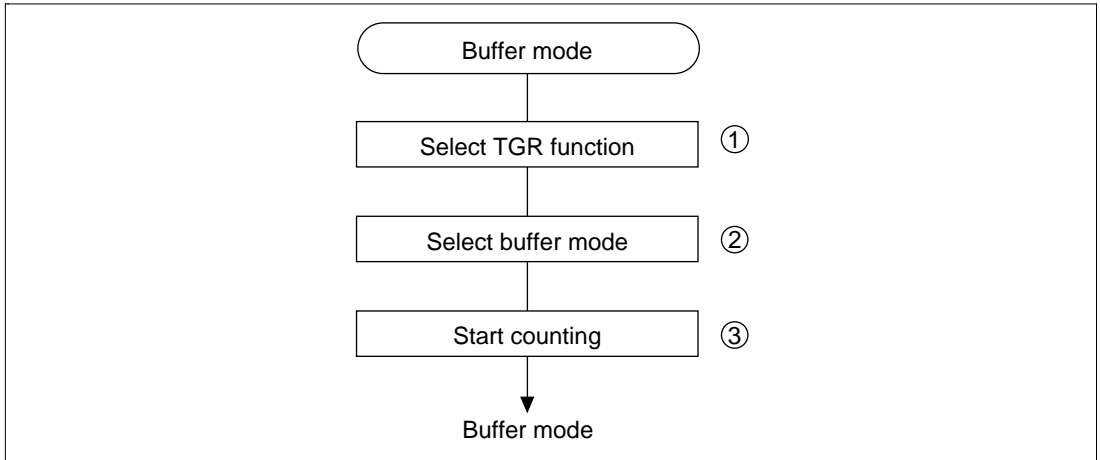 Buffer mode
Select TGR function ①
Select buffer mode ②
Start counting ③
Buffer mode